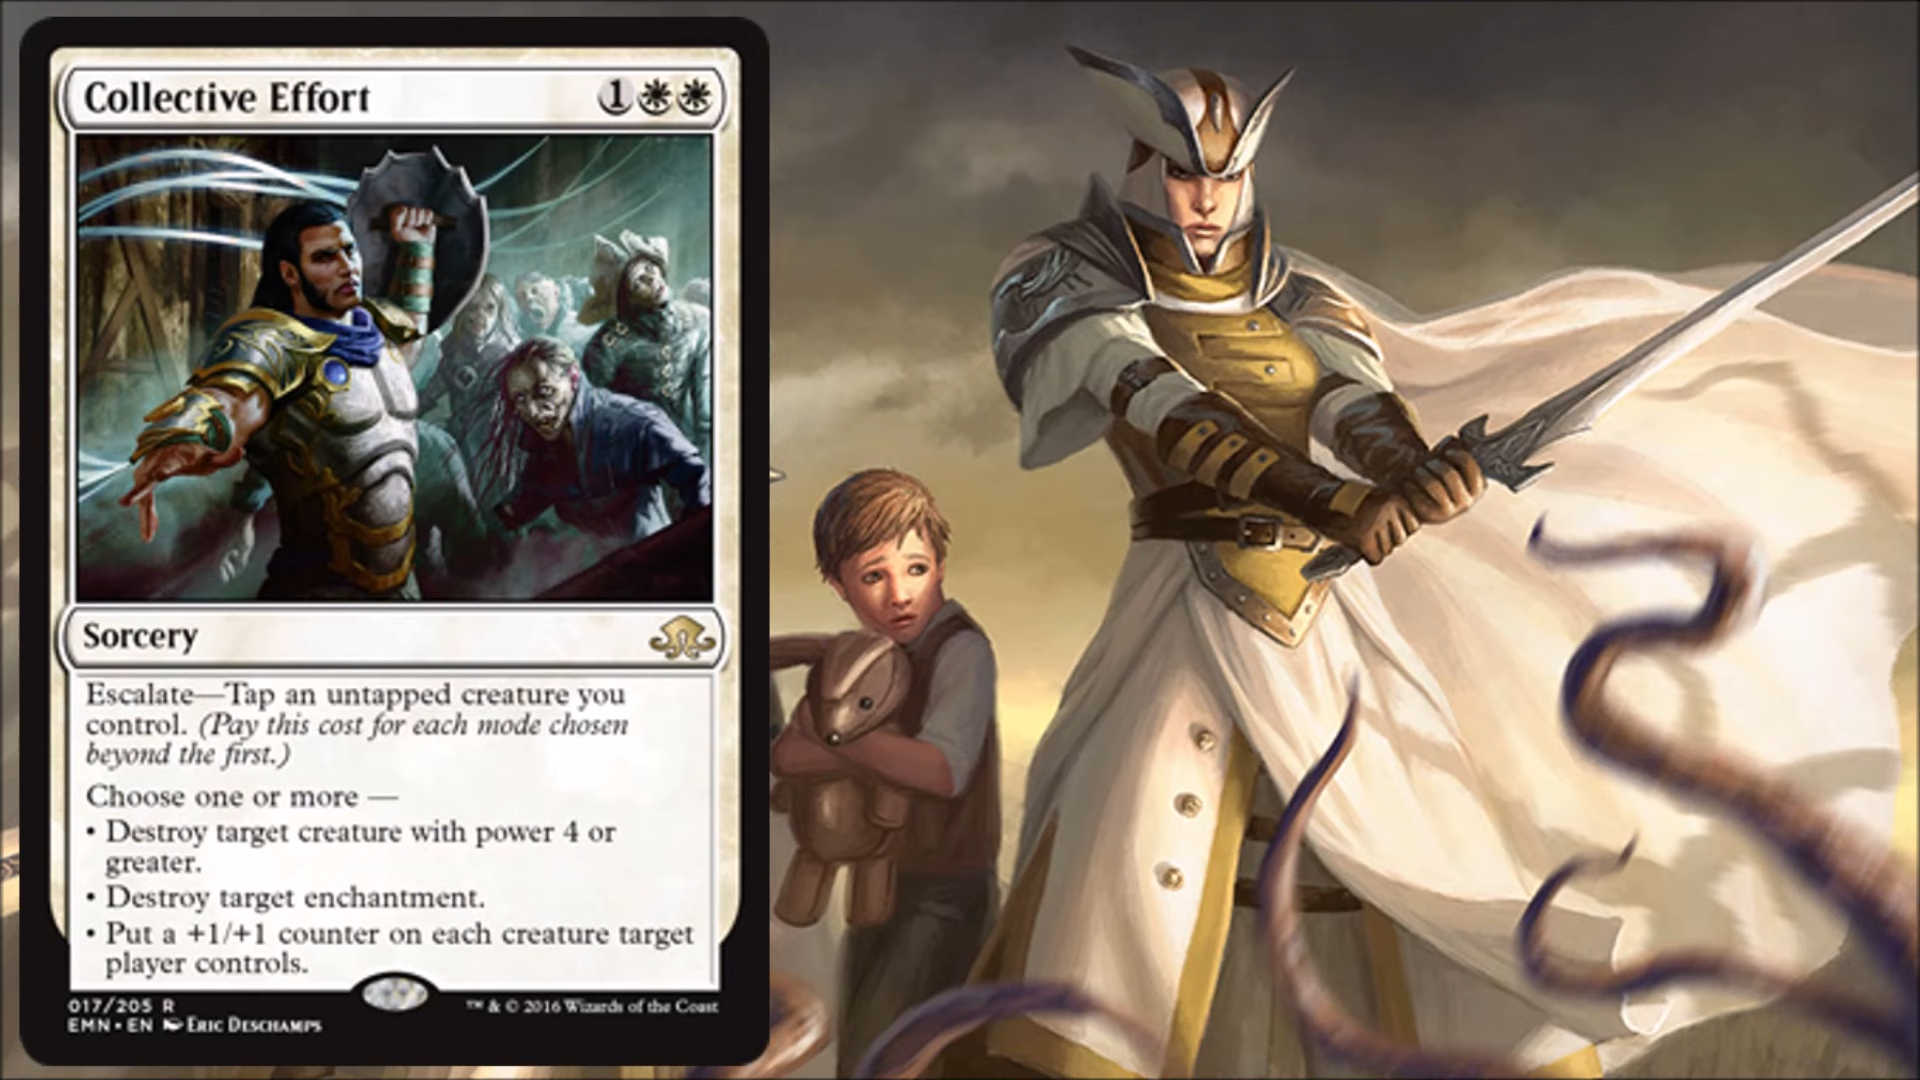 Collective Effort 1
Sorcery
Escalate—Tap an untapped creature you
control. (Pay this cost for each mode chosen
beyond the first.)
Choose one or more —
• Destroy target creature with power 4 or
greater.
• Destroy target enchantment.
• Put a +1/+1 counter on each creature target
player controls.
017/205 R
™ & © 2016 Wizards of the Coast
EMN • EN Eric Deschamps